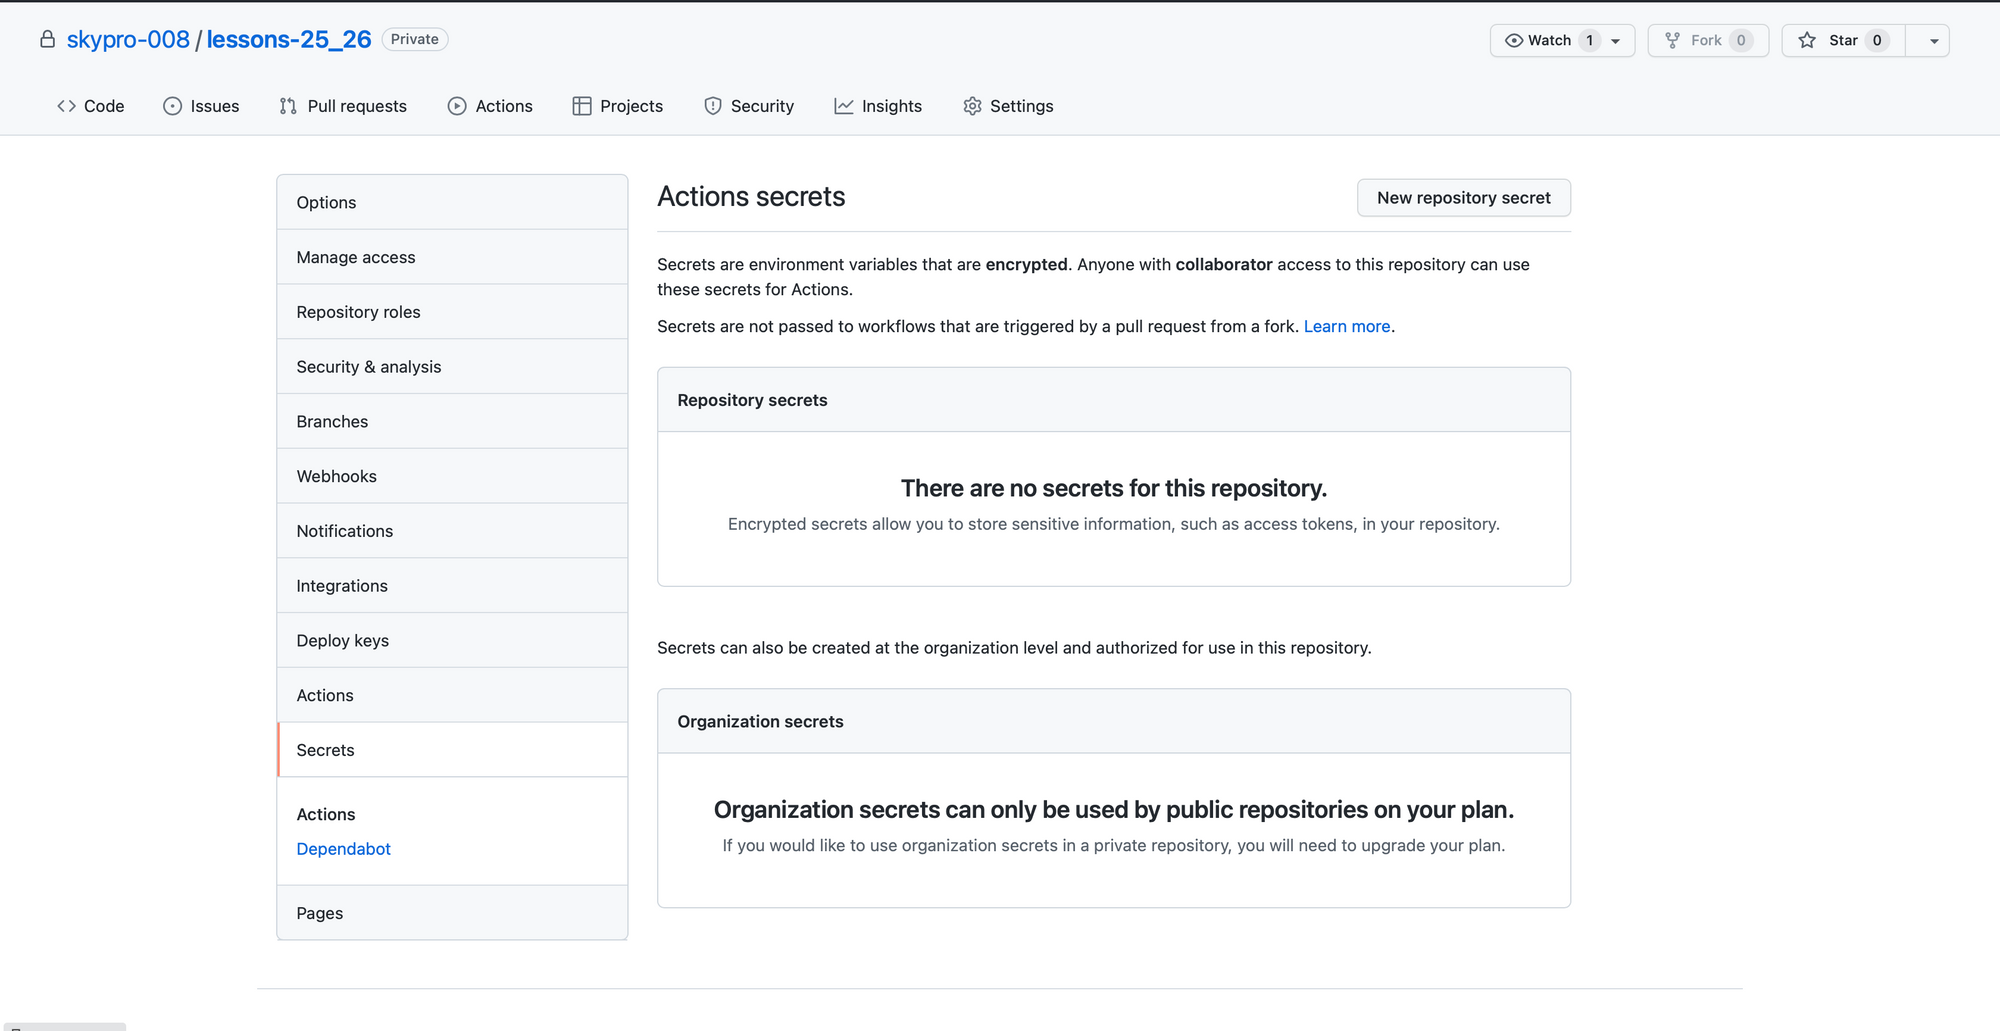 skypro-008 / lessons-25_26 Private
Watch 1
Fork 0
Star 0
Code
Issues
Pull requests
Actions
Projects
Security
Insights
Settings
Options
Manage access
Repository roles
Security & analysis
Branches
Webhooks
Notifications
Integrations
Deploy keys
Actions
Secrets
Actions
Dependabot
Pages
Actions secrets
New repository secret
Secrets are environment variables that are encrypted. Anyone with collaborator access to this repository can use
these secrets for Actions.
Secrets are not passed to workflows that are triggered by a pull request from a fork. Learn more.
Repository secrets
There are no secrets for this repository.
Encrypted secrets allow you to store sensitive information, such as access tokens, in your repository.
Secrets can also be created at the organization level and authorized for use in this repository.
Organization secrets
Organization secrets can only be used by public repositories on your plan.
If you would like to use organization secrets in a private repository, you will need to upgrade your plan.